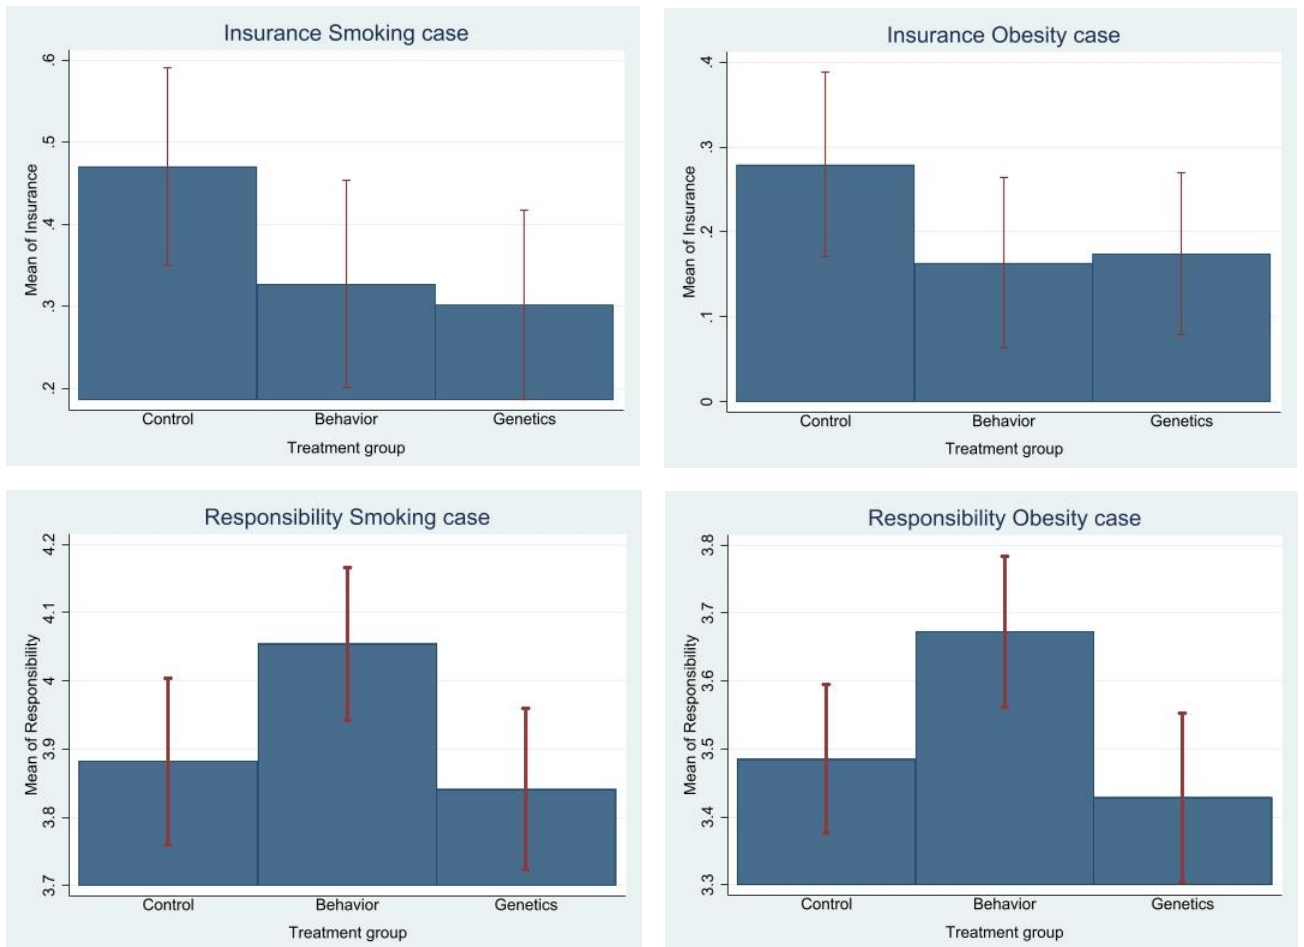 Insurance Smoking case
Mean of Insurance
.6
.5
.4
.3
.2
Control Behavior Genetics
Treatment group
Insurance Obesity case
Mean of Insurance
.4
.3
.2
.1
0
Control Behavior Genetics
Treatment group
Responsibility Smoking case
Mean of Responsibility
4.2
4.1
4
3.9
3.8
3.7
Control Behavior Genetics
Treatment group
Responsibility Obesity case
Mean of Responsibility
3.8
3.7
3.6
3.5
3.4
3.3
Control Behavior Genetics
Treatment group